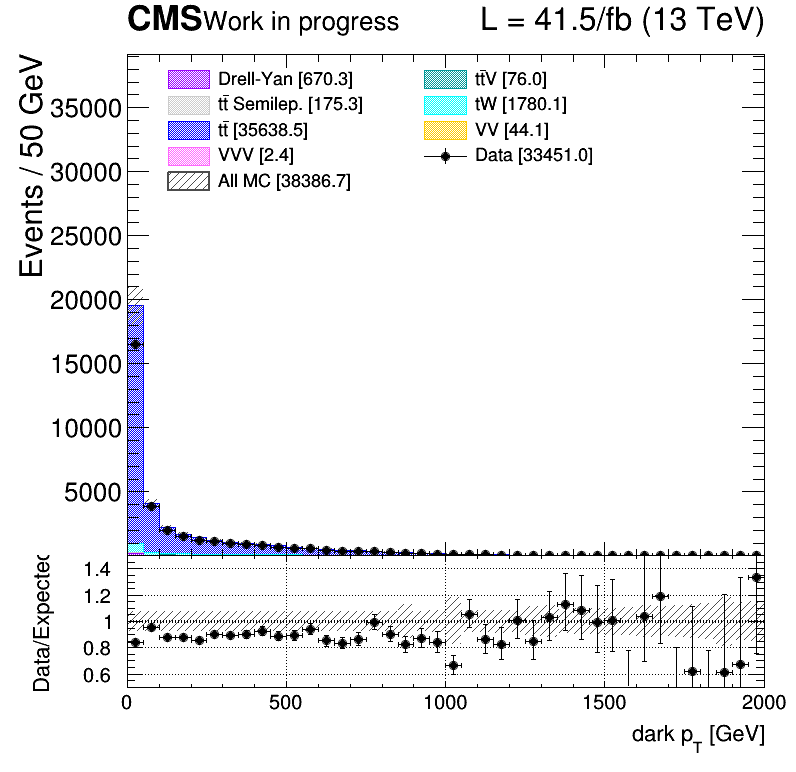 CMS Work in progress L = 41.5/fb (13 TeV)
Events / 50 GeV
Drell-Yan [670.3]
tt̄ Semilep. [175.3]
tt̄ [35638.5]
VVV [2.4]
All MC [38386.7]
tt̄V [76.0]
tW [1780.1]
VV [44.1]
Data [33451.0]
35000
30000
25000
20000
15000
10000
5000
Data/Expected
1.4
1.2
1
0.8
0.6
0 500 1000 1500 2000
dark p_T [GeV]